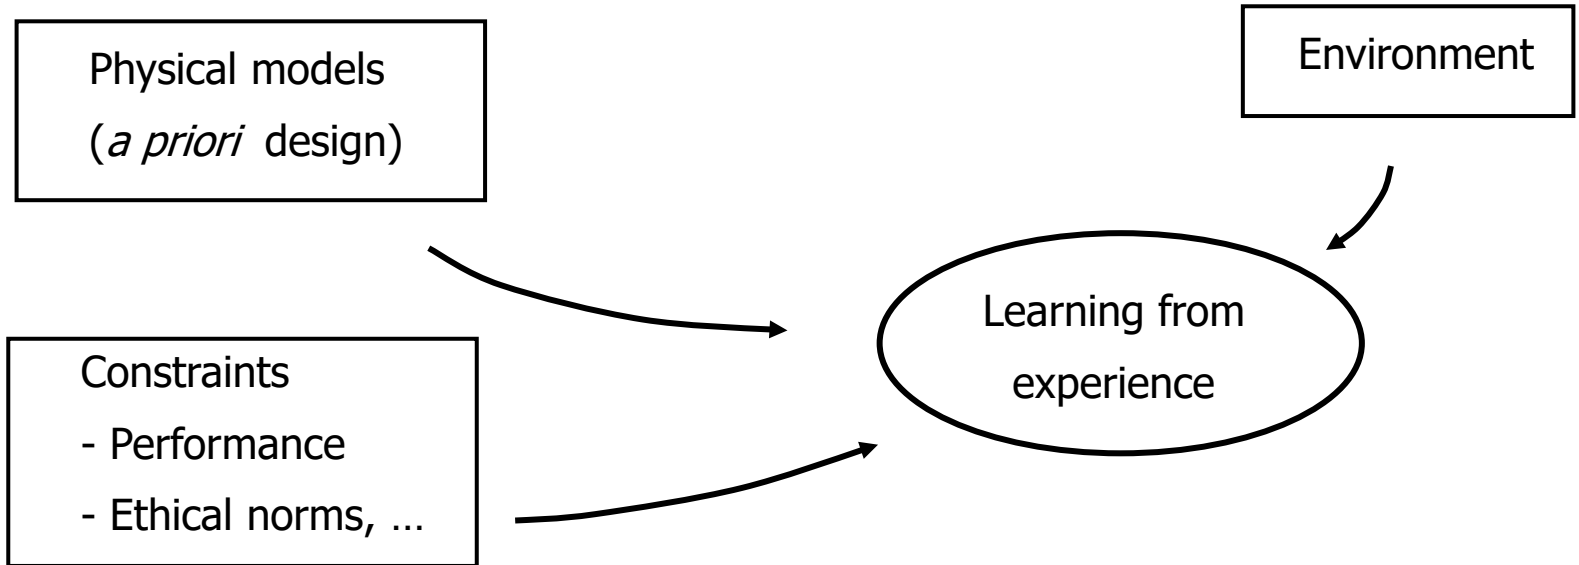 Physical models
(a priori design)
Environment
Learning from
experience
Constraints
- Performance
- Ethical norms, …